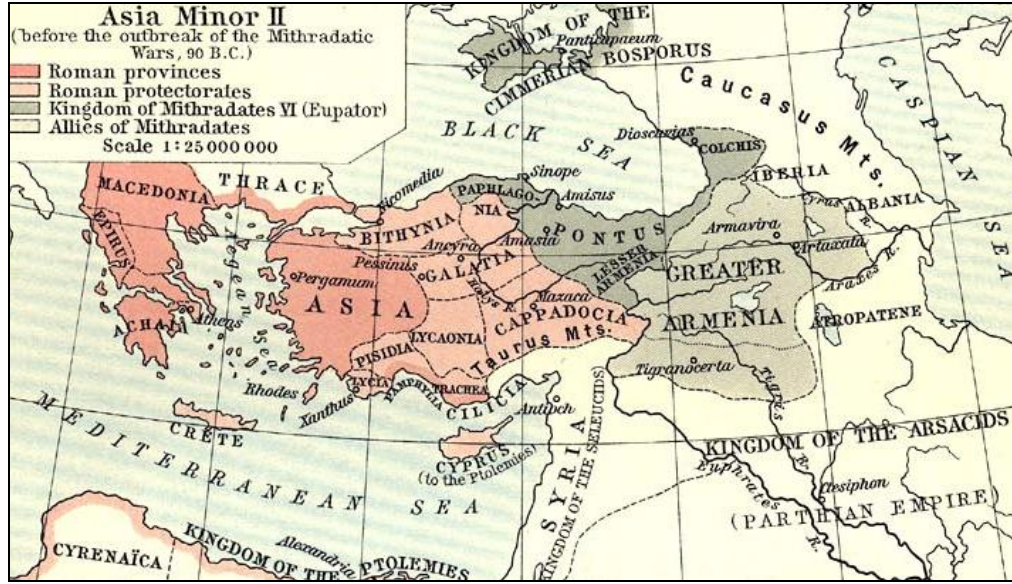 Asia Minor II
(before the outbreak of the Mithradatic
Wars, 90 B.C.)
Roman provinces
Roman protectorates
Kingdom of Mithradates VI (Eupator)
Allies of Mithradates
Scale 1:25 000 000
KINGDOM OF THE
CIMMERIAN BOSPORUS
Panticapaeum
Caucasus Mts.
CASPIAN SEA
BLACK SEA
Dioscurias
COLCHIS
IBERIA
ALBANIA
Cyrus R.
THRACE
MACEDONIA
EPIRUS
ACHAIA
Athens
Aegean Sea
Nicomedia
Sinope
Amisus
PAPHLAGONIA
BITHYNIA
PONTUS
Amasia
Armavira
Artaxata
Araxes R.
Ancyra
Pessinus
GALATIA
Halys R.
LESSER
ARMENIA
GREATER
ARMENIA
Pergamum
ASIA
Mazaca
CAPPADOCIA
ATROPATENE
LYCAONIA
PISIDIA
Taurus Mts.
LYCIA
PAMPHYLIA
TRACHEA
CILICIA
Tigranocerta
Tigris R.
Rhodes
Xanthus
Antioch
CRETE
CYPRUS
(to the Ptolemies)
MEDITERRANEAN SEA
SYRIA
(KINGDOM OF THE SELEUCIDS)
KINGDOM OF THE ARSACIDS
Euphrates R.
Ctesiphon
(PARTHIAN EMPIRE)
CYRENAÏCA
Alexandria
KINGDOM OF THE PTOLEMIES